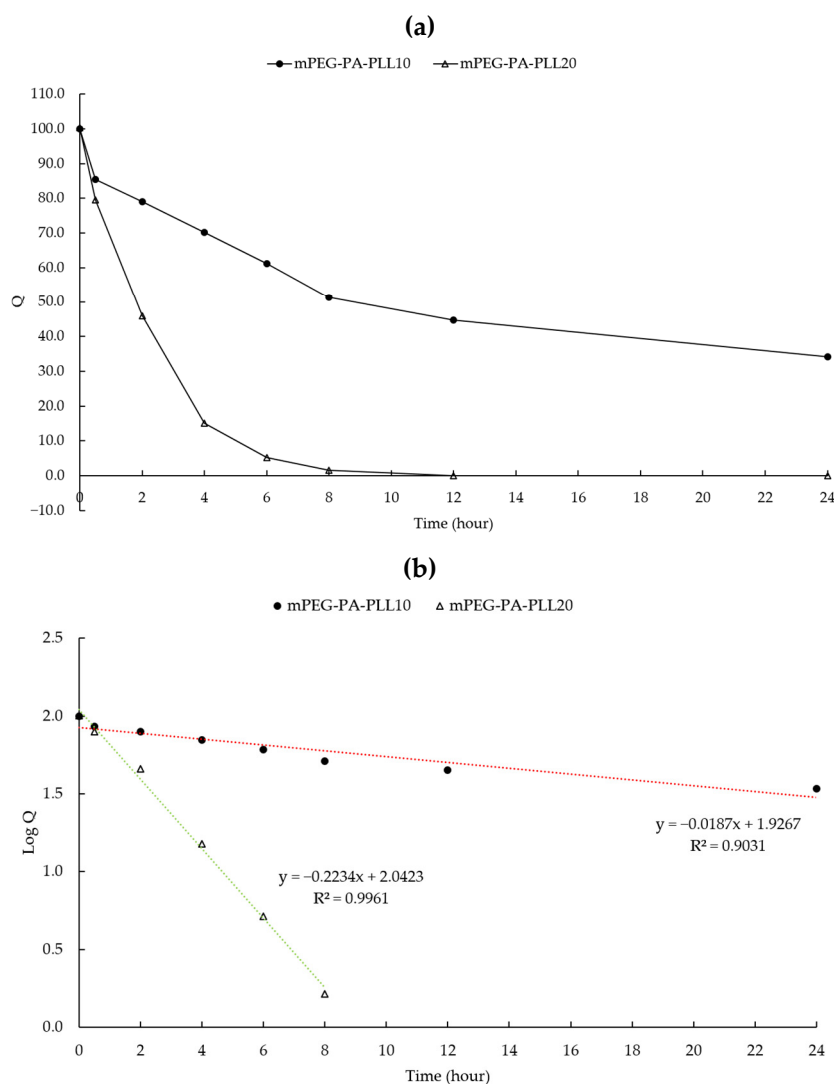 (a)
mPEG-PA-PLL10 mPEG-PA-PLL20
110.0
100.0
90.0
80.0
70.0
60.0
50.0
40.0
30.0
20.0
10.0
0.0
−10.0
Q
0 2 4 6 8 10 12 14 16 18 20 22 24
Time (hour)
(b)
mPEG-PA-PLL10 mPEG-PA-PLL20
2.5
2.0
1.5
1.0
0.5
0.0
Log Q
y = −0.0187x + 1.9267
R² = 0.9031
y = −0.2234x + 2.0423
R² = 0.9961
0 2 4 6 8 10 12 14 16 18 20 22 24
Time (hour)